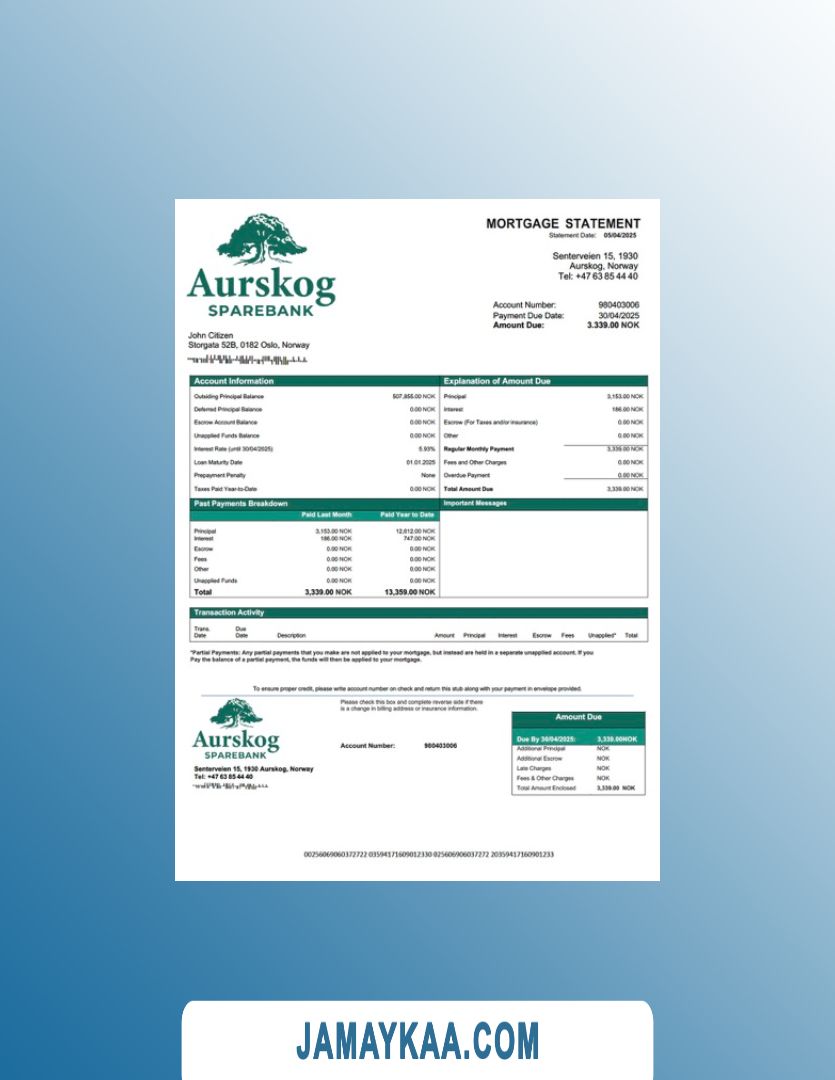 Aurskog
SPAREBANK
MORTGAGE STATEMENT
Statement Date: 05/04/2025
Senterveien 15, 1930
Aurskog, Norway
Tel: +47 63 85 44 40
Account Number: 980403006
Payment Due Date: 30/04/2025
Amount Due: 3.339.00 NOK
John Citizen
Storgata 52B, 0182 Oslo, Norway
Account Information
Outsiding Principal Balance 507,855.00 NOK
Deferred Principal Balance 0.00 NOK
Escrow Account Balance 0.00 NOK
Unapplied Funds Balance 0.00 NOK
Interest Rate (until 30/04/2025) 5.93%
Loan Maturity Date 01.01.2025
Prepayment Penalty None
Taxes Paid Year-to-Date 0.00 NOK
Explanation of Amount Due
Principal 3,153.00 NOK
Interest 186.00 NOK
Escrow (For Taxes and/or insurance) 0.00 NOK
Other 0.00 NOK
Regular Monthly Payment 3,339.00 NOK
Fees and Other Charges 0.00 NOK
Overdue Payment 0.00 NOK
Total Amount Due 3,339.00 NOK
Past Payments Breakdown
Paid Last Month Paid Year to Date
Principal 3,153.00 NOK 12,612.00 NOK
Interest 186.00 NOK 747.00 NOK
Escrow 0.00 NOK 0.00 NOK
Fees 0.00 NOK 0.00 NOK
Other 0.00 NOK 0.00 NOK
Unapplied Funds 0.00 NOK 0.00 NOK
Total 3,339.00 NOK 13,359.00 NOK
Important Messages
Transaction Activity
Trans. Date Due Date Description Amount Principal Interest Escrow Fees Unapplied* Total
*Partial Payments: Any partial payments that you make are not applied to your mortgage, but instead are held in a separate unapplied account. If you
Pay the balance of a partial payment, the funds will then be applied to your mortgage.
To ensure proper credit, please write account number on check and return this stub along with your payment in envelope provided.
Aurskog
SPAREBANK
Senterveien 15, 1930 Aurskog, Norway
Tel: +47 63 85 44 40
Please check this box and complete reverse side if there
is a change in billing address or insurance information.
Account Number: 980403006
Amount Due
Due By 30/04/2025: 3,339.00NOK
Additional Principal NOK
Additional Escrow NOK
Late Charges NOK
Fees & Other Charges NOK
Total Amount Enclosed 3,339.00 NOK
00256069060372722 03594171609012330 025606906037272 20359417160901233
JAMAYKAA.COM